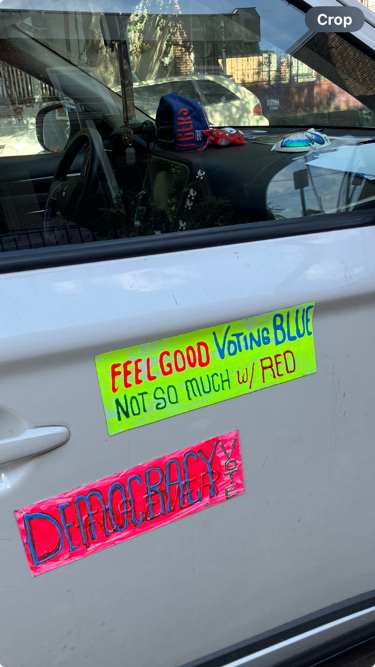 Crop
FEEL GOOD VOTING BLUE
NOT SO MUCH W/ RED
DEMOCRACY VOTE